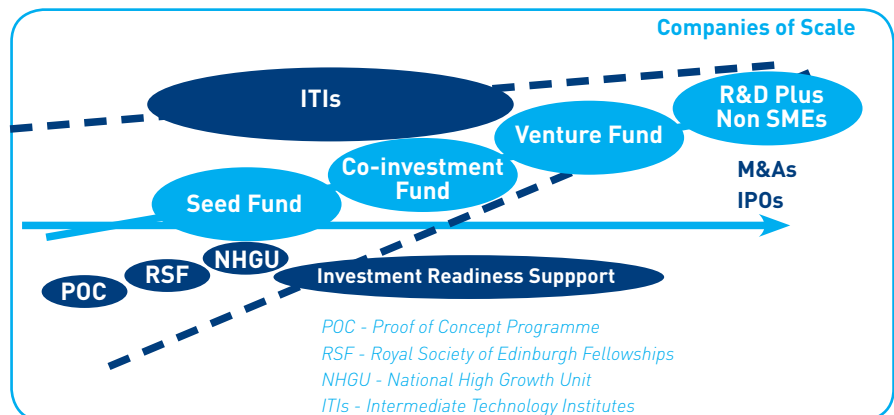 Companies of Scale
ITIs
R&D Plus
Non SMEs
Venture Fund
Co-investment
Fund
M&As
IPOs
Seed Fund
NHGU
RSF
POC
Investment Readiness Suppport
POC - Proof of Concept Programme
RSF - Royal Society of Edinburgh Fellowships
NHGU - National High Growth Unit
ITIs - Intermediate Technology Institutes